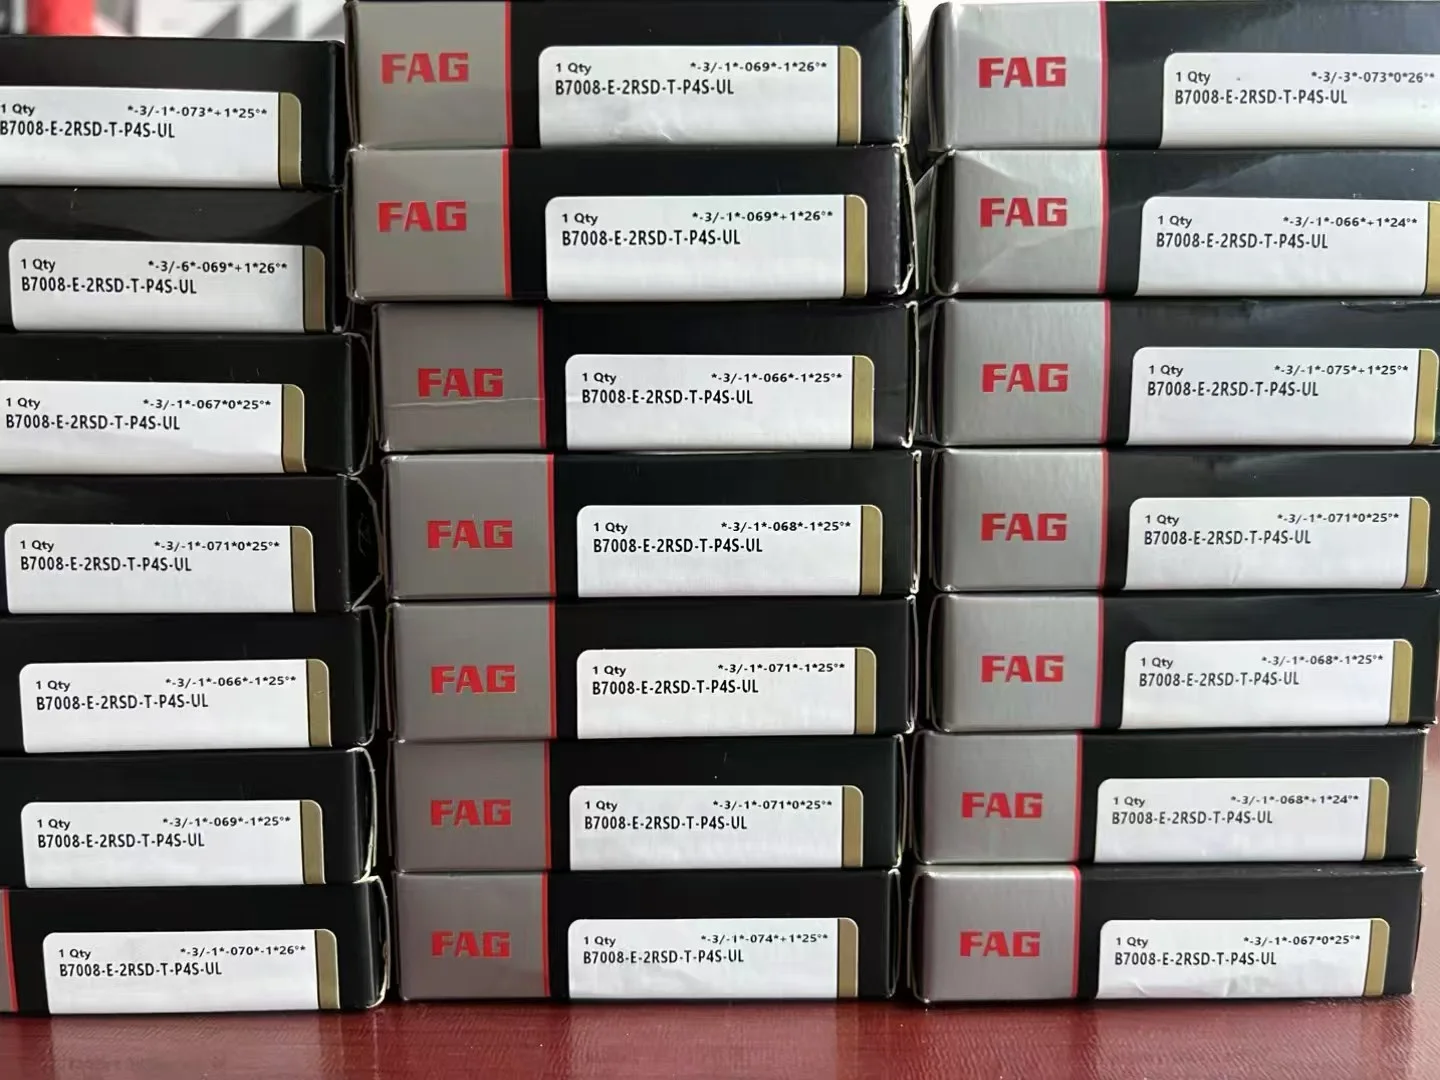 1 Qty *-3/-1*-073*+1*25°*
B7008-E-2RSD-T-P4S-UL
1 Qty *-3/-6*-069*+1*26°*
B7008-E-2RSD-T-P4S-UL
1 Qty *-3/-1*-067*0*25°*
B7008-E-2RSD-T-P4S-UL
1 Qty *-3/-1*-071*0*25°*
B7008-E-2RSD-T-P4S-UL
1 Qty *-3/-1*-066*-1*25°*
B7008-E-2RSD-T-P4S-UL
1 Qty *-3/-1*-069*-1*25°*
B7008-E-2RSD-T-P4S-UL
1 Qty *-3/-1*-070*-1*26°*
B7008-E-2RSD-T-P4S-UL
FAG
1 Qty *-3/-1*-069*-1*26°*
B7008-E-2RSD-T-P4S-UL
FAG
1 Qty *-3/-1*-069*+1*26°*
B7008-E-2RSD-T-P4S-UL
FAG
1 Qty *-3/-1*-066*-1*25°*
B7008-E-2RSD-T-P4S-UL
FAG
1 Qty *-3/-1*-068*-1*25°*
B7008-E-2RSD-T-P4S-UL
FAG
1 Qty *-3/-1*-071*-1*25°*
B7008-E-2RSD-T-P4S-UL
FAG
1 Qty *-3/-1*-071*0*25°*
B7008-E-2RSD-T-P4S-UL
FAG
1 Qty *-3/-1*-074*+1*25°*
B7008-E-2RSD-T-P4S-UL
FAG
1 Qty *-3/-3*-073*0*26°*
B7008-E-2RSD-T-P4S-UL
FAG
1 Qty *-3/-1*-066*+1*24°*
B7008-E-2RSD-T-P4S-UL
FAG
1 Qty *-3/-1*-075*+1*25°*
B7008-E-2RSD-T-P4S-UL
FAG
1 Qty *-3/-1*-071*0*25°*
B7008-E-2RSD-T-P4S-UL
FAG
1 Qty *-3/-1*-068*-1*25°*
B7008-E-2RSD-T-P4S-UL
FAG
1 Qty *-3/-1*-068*+1*24°*
B7008-E-2RSD-T-P4S-UL
FAG
1 Qty *-3/-1*-067*0*25°*
B7008-E-2RSD-T-P4S-UL